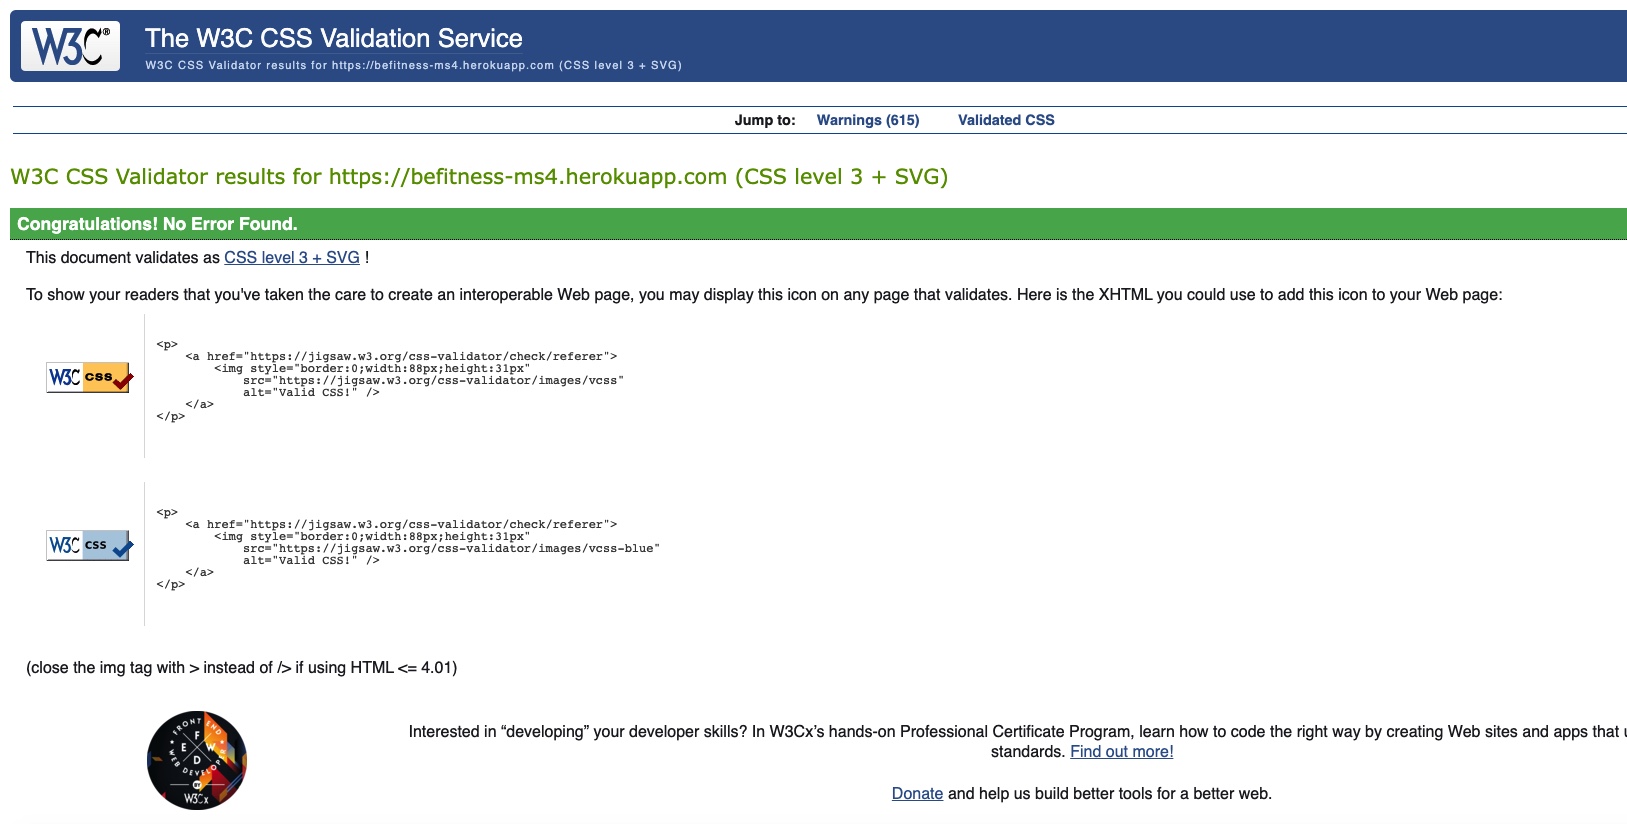 W3C®
The W3C CSS Validation Service
W3C CSS Validator results for https://befitness-ms4.herokuapp.com (CSS level 3 + SVG)
Jump to: Warnings (615) Validated CSS
W3C CSS Validator results for https://befitness-ms4.herokuapp.com (CSS level 3 + SVG)
Congratulations! No Error Found.
This document validates as CSS level 3 + SVG !
To show your readers that you've taken the care to create an interoperable Web page, you may display this icon on any page that validates. Here is the XHTML you could use to add this icon to your Web page:
W3C CSS
<p>
<a href="https://jigsaw.w3.org/css-validator/check/referer">
<img style="border:0;width:88px;height:31px"
src="https://jigsaw.w3.org/css-validator/images/vcss"
alt="Valid CSS!" />
</a>
</p>
W3C CSS
<p>
<a href="https://jigsaw.w3.org/css-validator/check/referer">
<img style="border:0;width:88px;height:31px"
src="https://jigsaw.w3.org/css-validator/images/vcss-blue"
alt="Valid CSS!" />
</a>
</p>
(close the img tag with > instead of /> if using HTML <= 4.01)
FRONT END
F
E W
D
WEB DEVELOPER
BY
W3Cx
Interested in “developing” your developer skills? In W3Cx’s hands-on Professional Certificate Program, learn how to code the right way by creating Web sites and apps that
standards. Find out more!
Donate and help us build better tools for a better web.